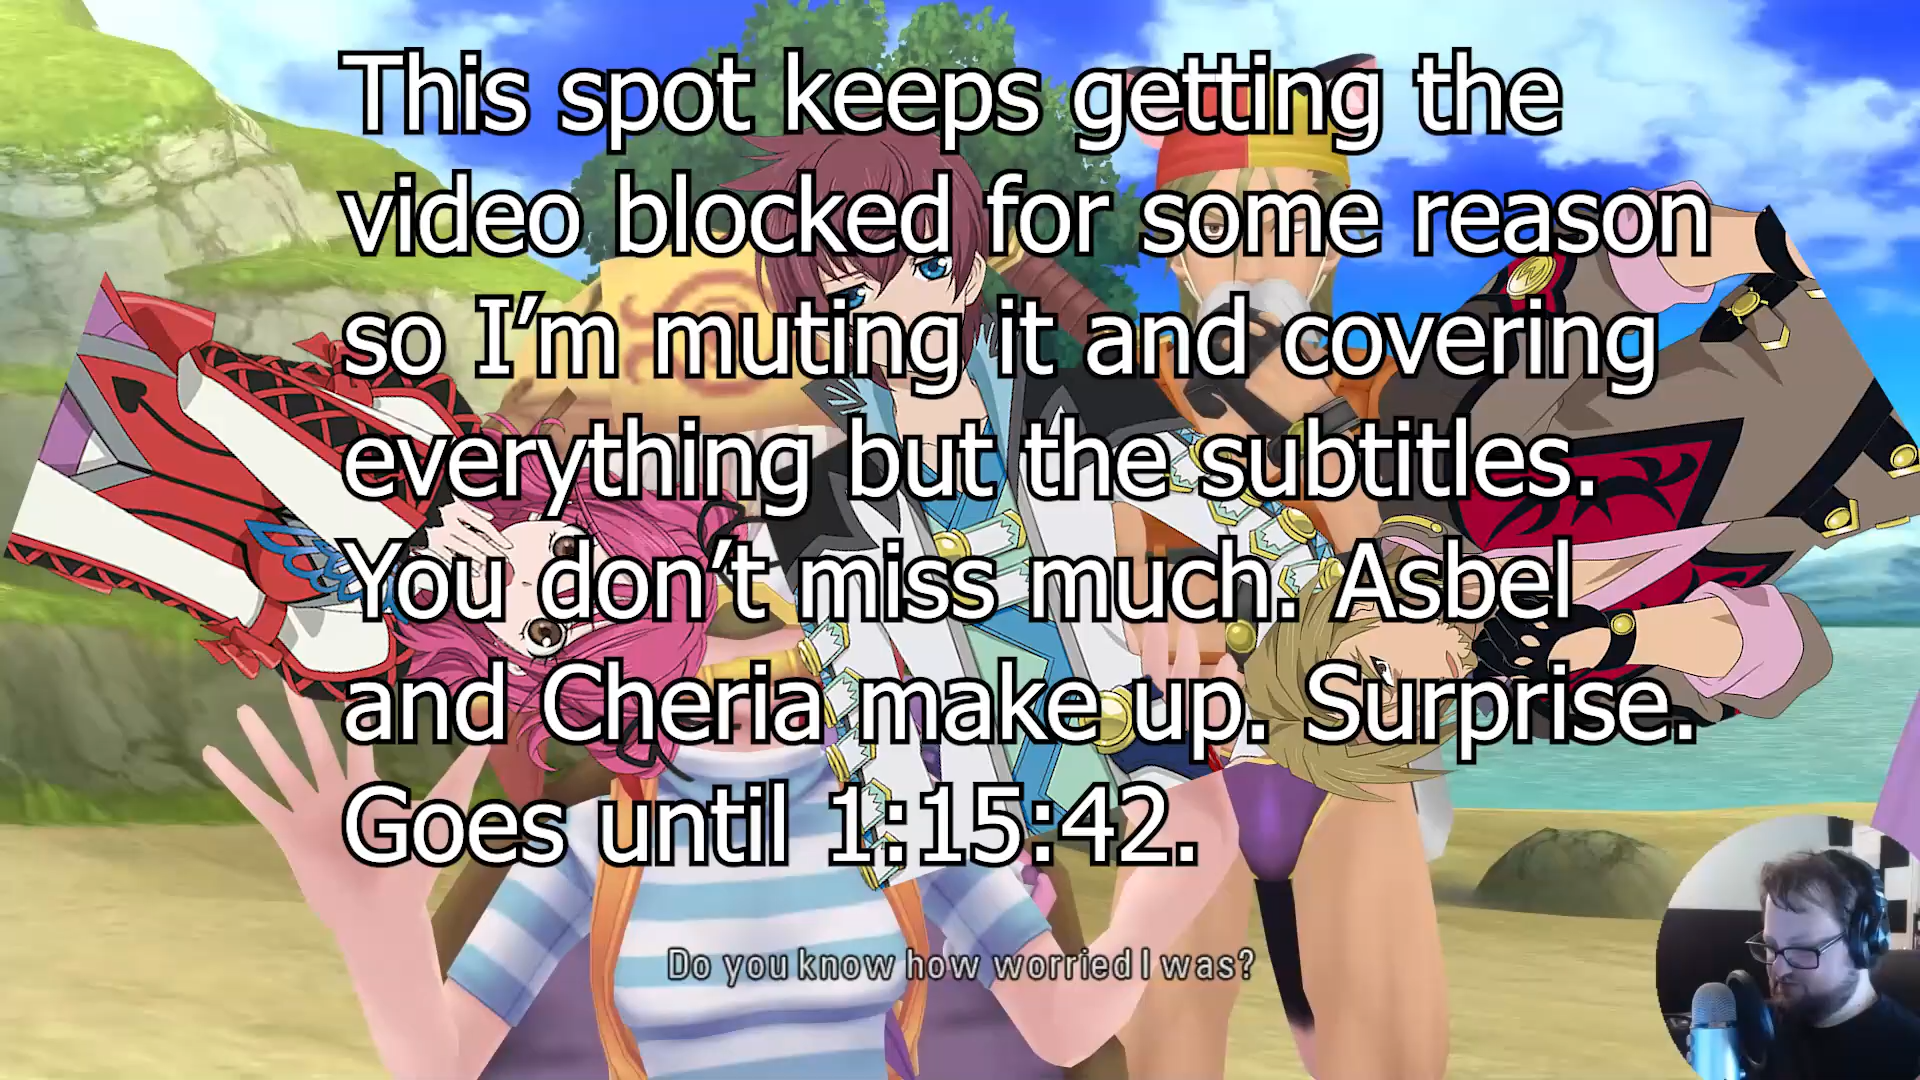 This spot keeps getting the
video blocked for some reason
so I’m muting it and covering
everything but the subtitles.
You don’t miss much. Asbel
and Cheria make up. Surprise.
Goes until 1:15:42.
Do you know how worried I was?